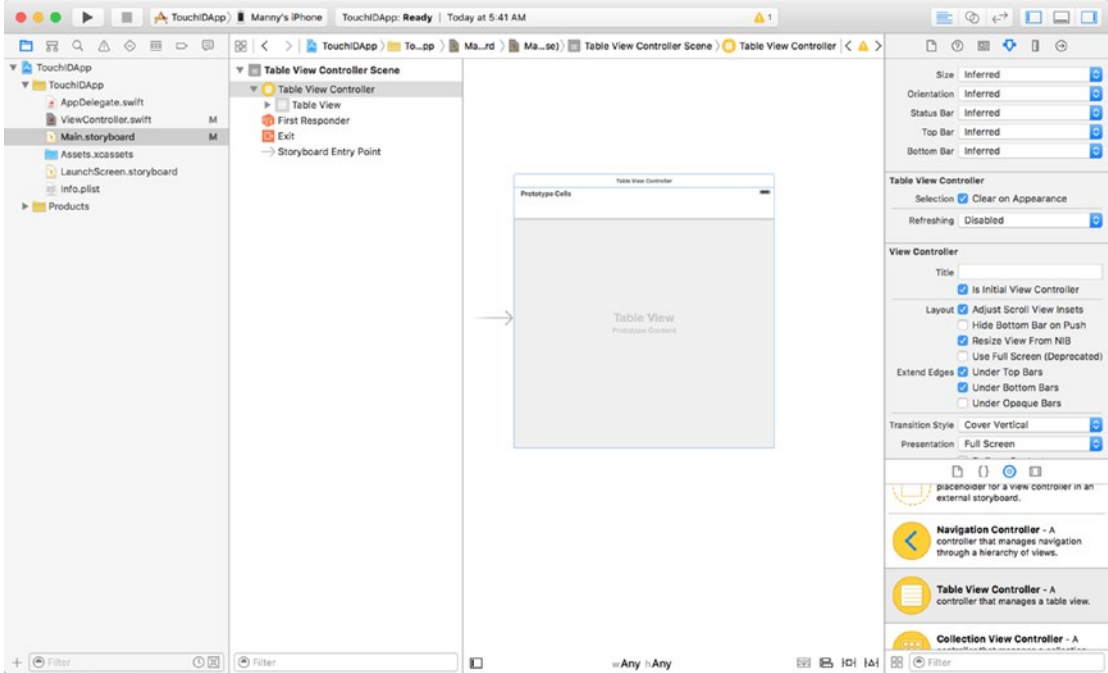 TouchIDApp Manny's iPhone TouchIDApp: Ready | Today at 5:41 AM 1
TouchIDApp To...pp Ma...rd Ma...se) Table View Controller Scene Table View Controller
TouchIDApp
TouchIDApp
AppDelegate.swift
ViewController.swift M
Main.storyboard M
Assets.xcassets
LaunchScreen.storyboard
Info.plist
Products
Filter
Table View Controller Scene
Table View Controller
Table View
First Responder
Exit
Storyboard Entry Point
Filter
Table View Controller
Prototype Cells
Table View
Prototype Content
wAny hAny
Size Inferred
Orientation Inferred
Status Bar Inferred
Top Bar Inferred
Bottom Bar Inferred
Table View Controller
Selection Clear on Appearance
Refreshing Disabled
View Controller
Title
Is Initial View Controller
Layout Adjust Scroll View Insets
Hide Bottom Bar on Push
Resize View From NIB
Use Full Screen (Deprecated)
Extend Edges Under Top Bars
Under Bottom Bars
Under Opaque Bars
Transition Style Cover Vertical
Presentation Full Screen
placeholder for a view controller in an
external storyboard.
Navigation Controller - A
controller that manages navigation
through a hierarchy of views.
Table View Controller - A
controller that manages a table view.
Collection View Controller - A
Filter